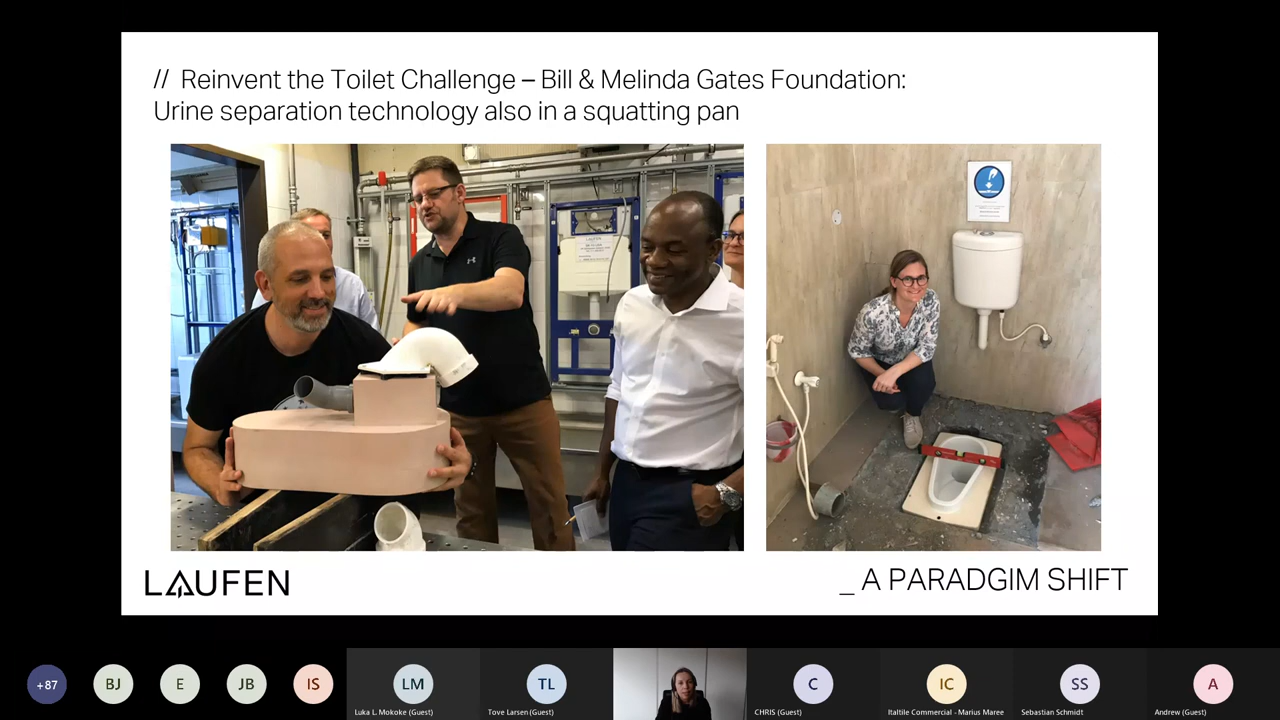 // Reinvent the Toilet Challenge – Bill & Melinda Gates Foundation:
Urine separation technology also in a squatting pan
LAUFEN
_ A PARADGIM SHIFT
+87
BJ
E
JB
IS
LM
TL
C
IC
SS
A
Luka L. Mokoke (Guest)
Tove Larsen (Guest)
CHRIS (Guest)
Italtile Commercial - Marius Maree
Sebastian Schmidt
Andrew (Guest)